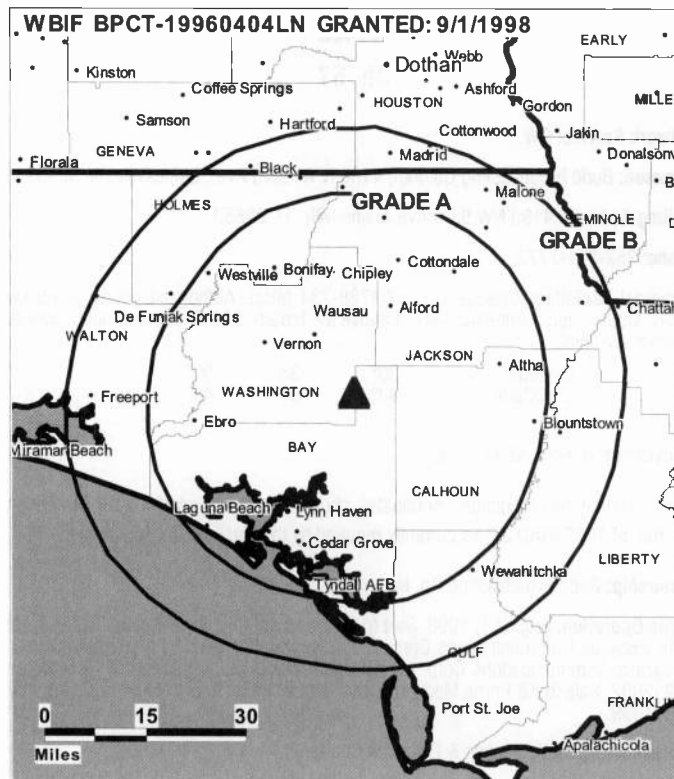 WBIF BPCT-19960404LN GRANTED: 9/1/1998
EARLY
Webb
Dothan
Kinston
Coffee Springs
Ashford
HOUSTON
MILLE
Gordon
Samson
Hartford
Cottonwood
Jakin
GENEVA
Madrid
Donalsonv
Florala
Black
B
Malone
HOLMES
GRADE A
SEMINOLE
GRADE B
Cottondale
Westville
Bonifay
Chipley
Chattah
De Funiak Springs
Wausau
Alford
WALTON
Vernon
JACKSON
Altha
Freeport
WASHINGTON
Ebro
Blountstown
Miramar Beach
BAY
CALHOUN
Laguna Beach
Lynn Haven
Cedar Grove
LIBERTY
Wewahitchka
Tyndall AFB
GULF
Port St. Joe
FRANKLIN
0 15 30
Miles
Apalachicola